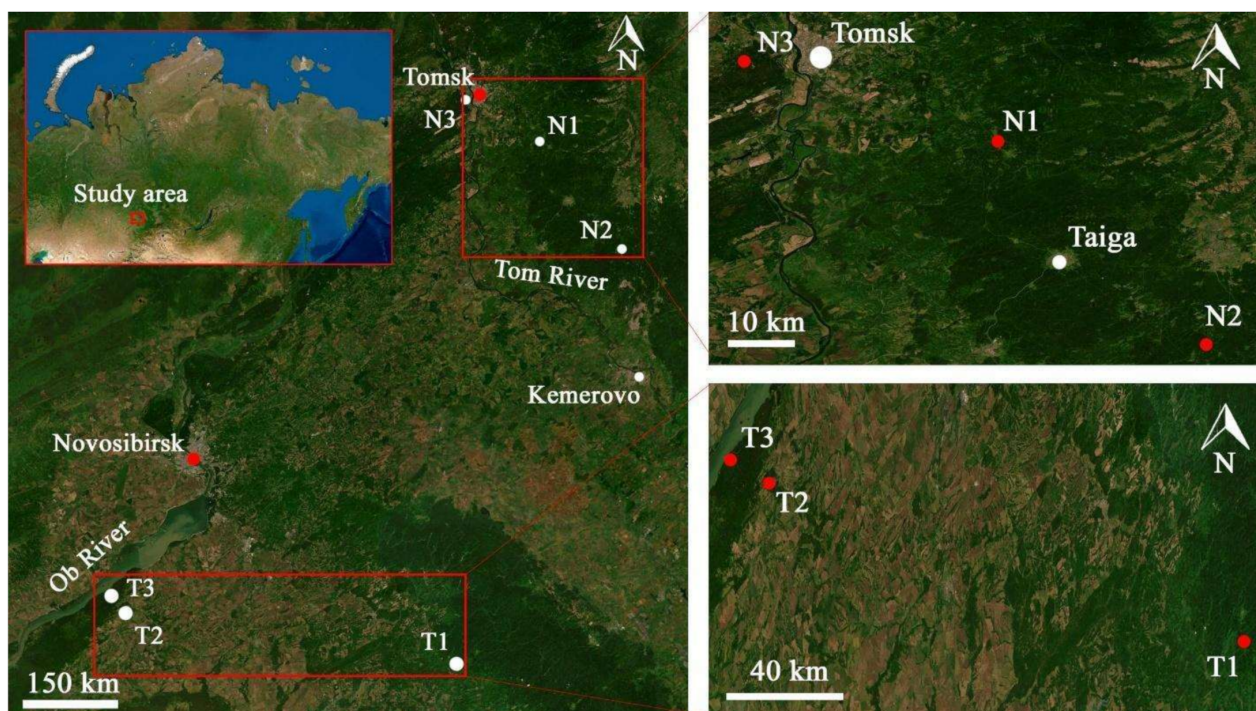 Study area
N
Tomsk
N3
N1
N2
Tom River
Kemerovo
Novosibirsk
Ob River
T3
T2
T1
150 km
N3
Tomsk
N
N1
Taiga
10 km
N2
T3
T2
N
T1
40 km